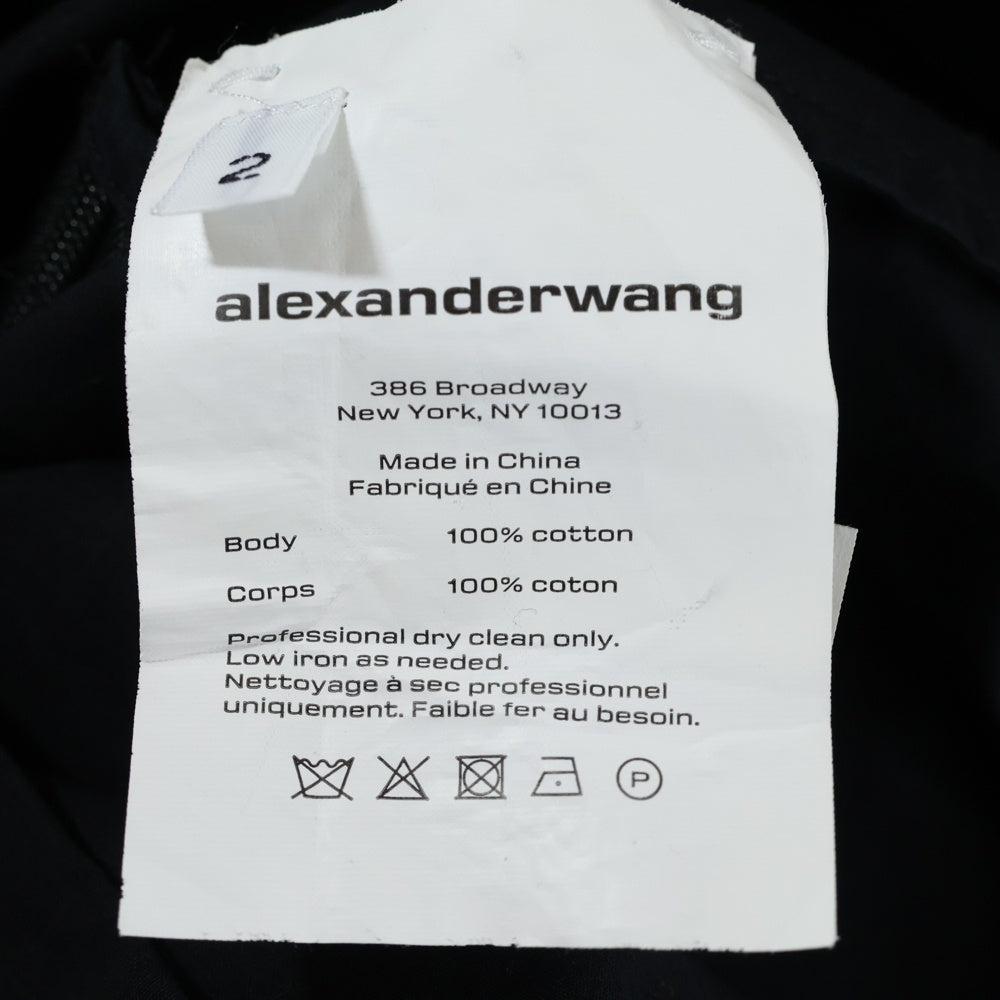 2
alexanderwang
386 Broadway
New York, NY 10013
Made in China
Fabriqué en Chine
Body 100% cotton
Corps 100% coton
Professional dry clean only.
Low iron as needed.
Nettoyage à sec professionnel
uniquement. Faible fer au besoin.
P